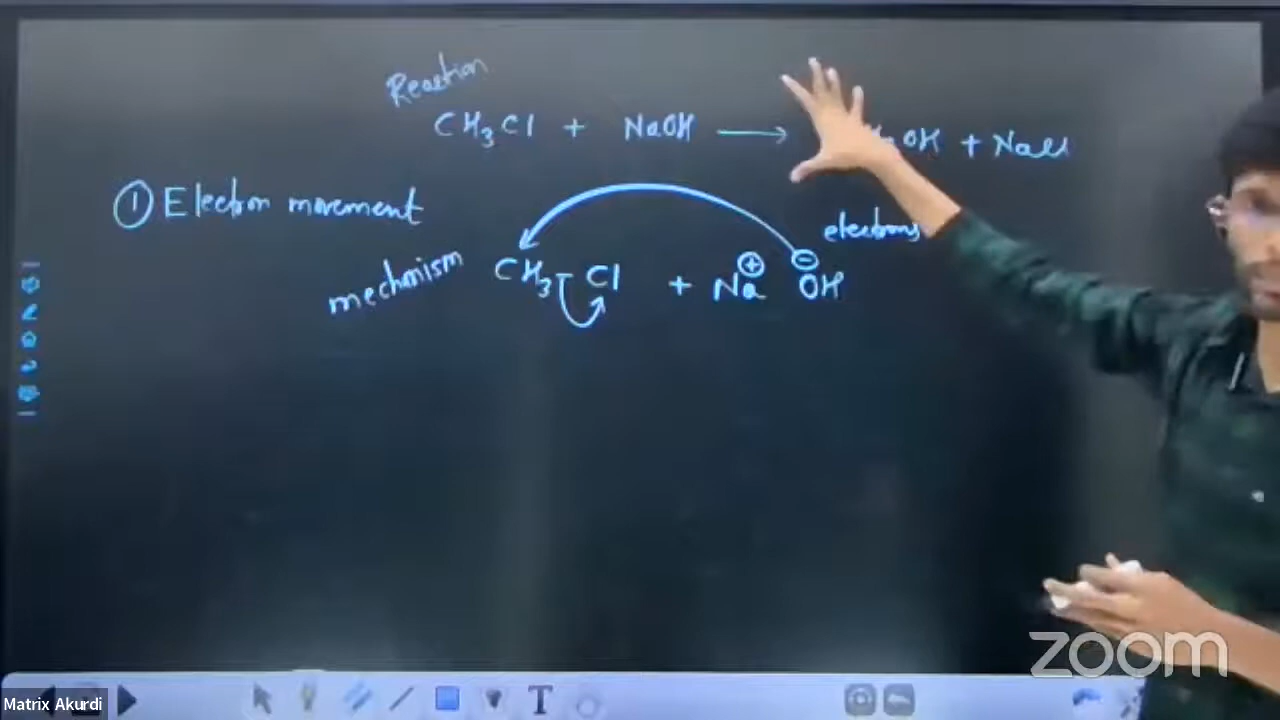 Reaction
CH₃Cl + NaOH ⟶ OH + NaCl
① Electron movement
electrons
mechanism CH₃ – Cl + Na⊕ ⊖OH
zoom
T
Matrix Akurdi